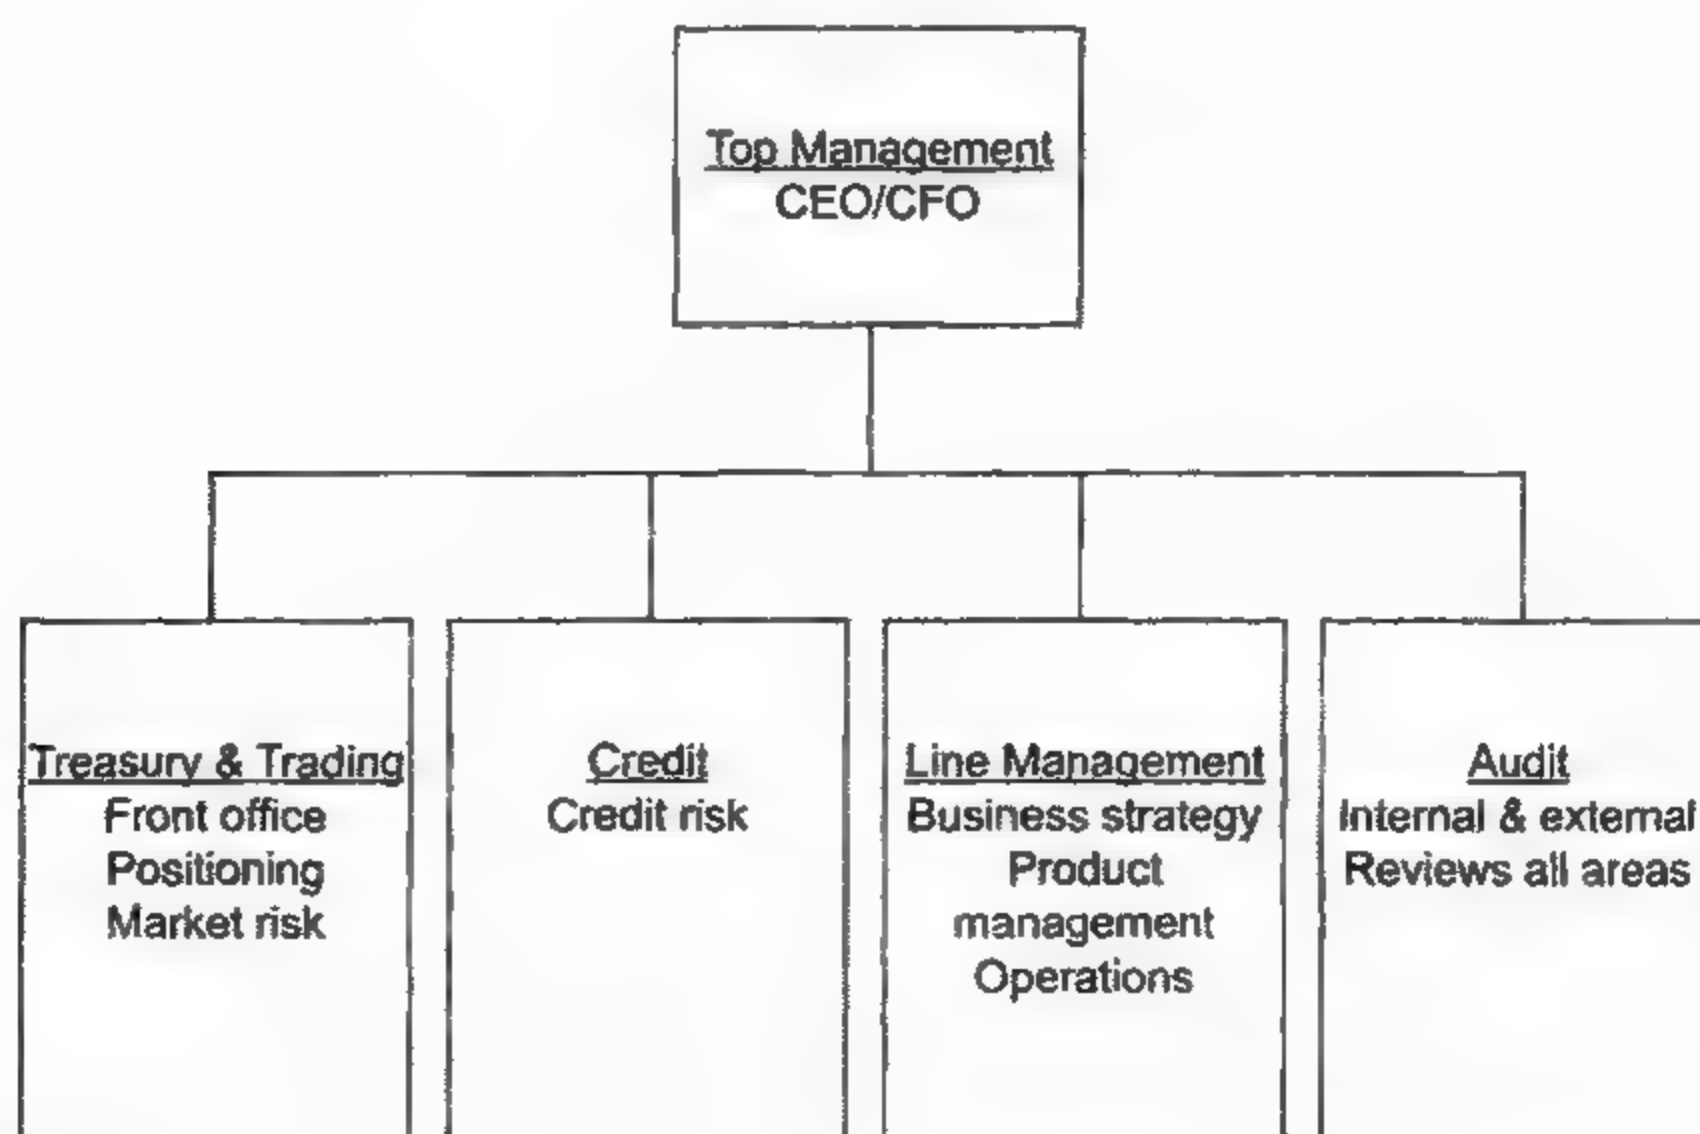 Top Management
CEO/CFO
Treasury & Trading
Front office
Positioning
Market risk
Credit
Credit risk
Line Management
Business strategy
Product
management
Operations
Audit
Internal & external
Reviews all areas